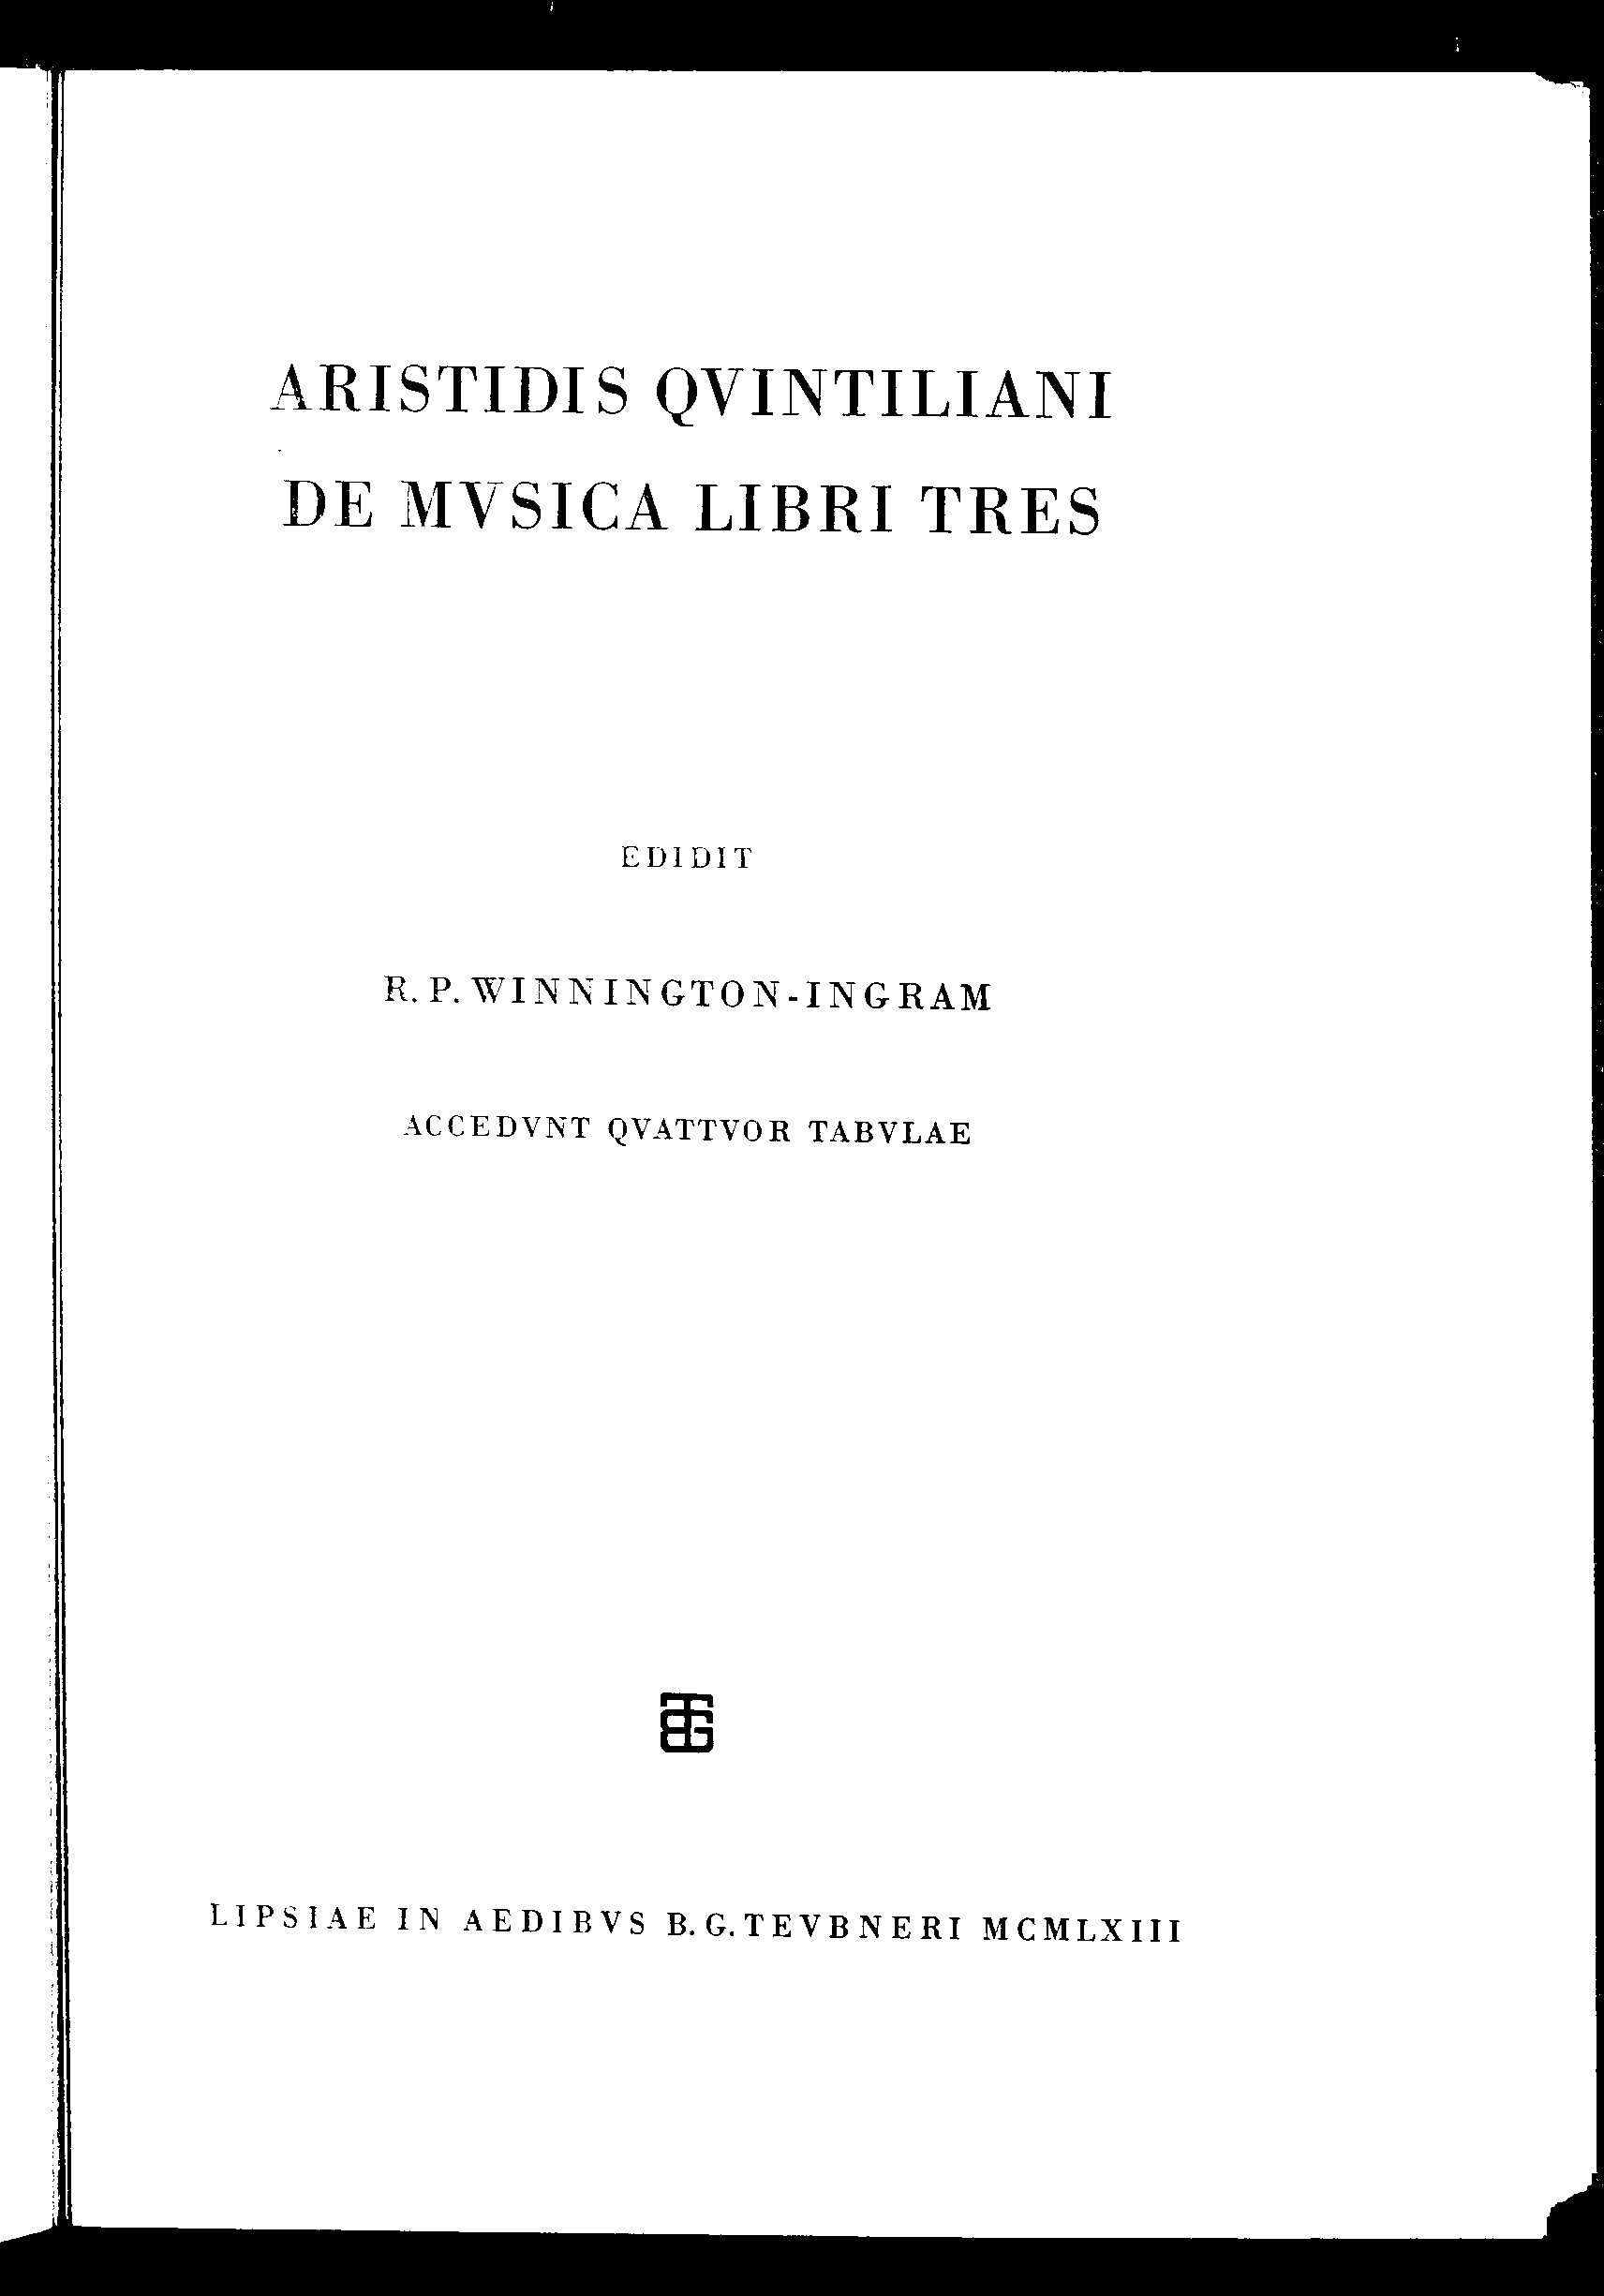 ARISTIDIS QVINTILIANI
DE MVSICA LIBRI TRES
EDIDIT
R. P. WINNINGTON-INGRAM
ACCEDVNT QVATTVOR TABVLAE
LIPSIAE IN AEDIBVS B. G. TEVBNERI MCMLXIII